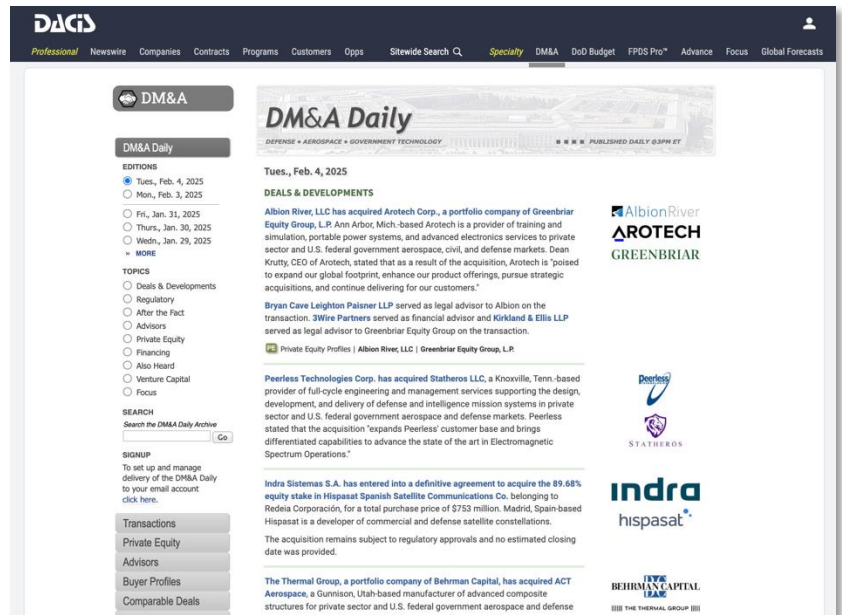 DACIS
Professional Newswire Companies Contracts Programs Customers Opps Sitewide Search Specialty DM&A DoD Budget FPDS Pro™ Advance Focus Global Forecasts
DM&A
DM&A Daily
EDITIONS
Tues., Feb. 4, 2025
Mon., Feb. 3, 2025
Fri., Jan. 31, 2025
Thurs., Jan. 30, 2025
Wedn., Jan. 29, 2025
» MORE
TOPICS
Deals & Developments
Regulatory
After the Fact
Advisors
Private Equity
Financing
Also Heard
Venture Capital
Focus
SEARCH
Search the DM&A Daily Archive
Go
SIGNUP
To set up and manage
delivery of the DM&A Daily
to your email account
click here.
Transactions
Private Equity
Advisors
Buyer Profiles
Comparable Deals
DM&A Daily
DEFENSE • AEROSPACE • GOVERNMENT TECHNOLOGY
PUBLISHED DAILY @3PM ET
Tues., Feb. 4, 2025
DEALS & DEVELOPMENTS
Albion River, LLC has acquired Arotech Corp., a portfolio company of Greenbriar
Equity Group, L.P. Ann Arbor, Mich.-based Arotech is a provider of training and
simulation, portable power systems, and advanced electronics services to private
sector and U.S. federal government aerospace, civil, and defense markets. Dean
Krutty, CEO of Arotech, stated that as a result of the acquisition, Arotech is "poised
to expand our global footprint, enhance our product offerings, pursue strategic
acquisitions, and continue delivering for our customers."
Bryan Cave Leighton Paisner LLP served as legal advisor to Albion on the
transaction. 3Wire Partners served as financial advisor and Kirkland & Ellis LLP
served as legal advisor to Greenbriar Equity Group on the transaction.
PE Private Equity Profiles | Albion River, LLC | Greenbriar Equity Group, L.P.
AlbionRiver
AROTECH
GREENBRIAR
Peerless Technologies Corp. has acquired Statheros LLC, a Knoxville, Tenn.-based
provider of full-cycle engineering and management services supporting the design,
development, and delivery of defense and intelligence mission systems in private
sector and U.S. federal government aerospace and defense markets. Peerless
stated that the acquisition "expands Peerless' customer base and brings
differentiated capabilities to advance the state of the art in Electromagnetic
Spectrum Operations."
Peerless
STATHEROS
Indra Sistemas S.A. has entered into a definitive agreement to acquire the 89.68%
equity stake in Hispasat Spanish Satellite Communications Co. belonging to
Redeia Corporación, for a total purchase price of $753 million. Madrid, Spain-based
Hispasat is a developer of commercial and defense satellite constellations.
The acquisition remains subject to regulatory approvals and no estimated closing
date was provided.
indra
hispasat
The Thermal Group, a portfolio company of Behrman Capital, has acquired ACT
Aerospace, a Gunnison, Utah-based manufacturer of advanced composite
structures for private sector and U.S. federal government aerospace and defense
BEHRMAN CAPITAL
THE THERMAL GROUP